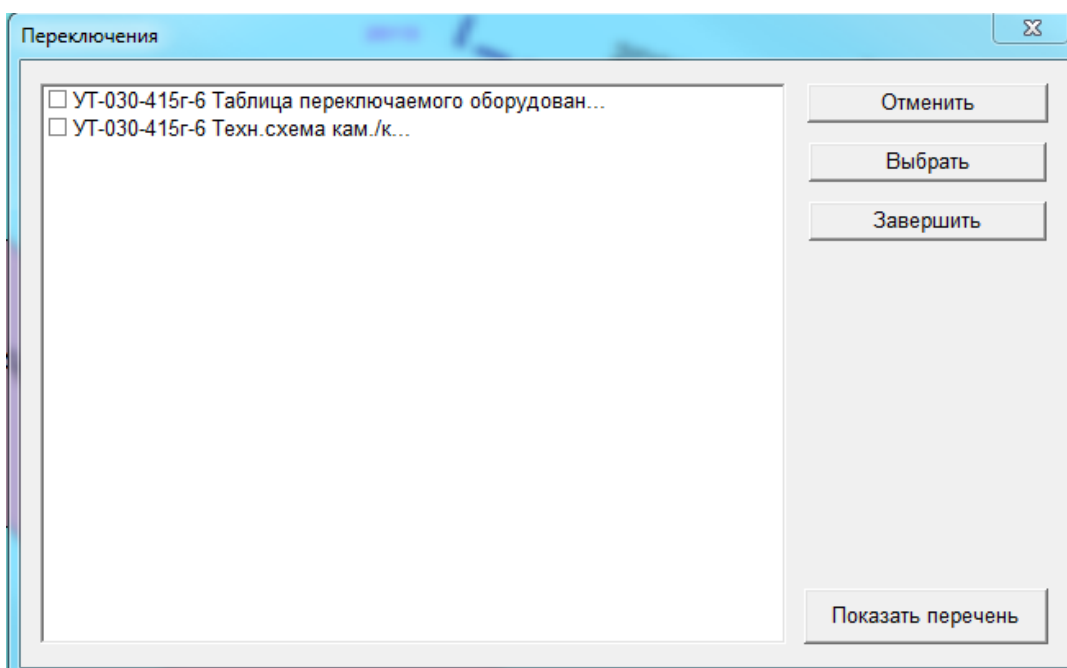 Переключения
УТ-030-415г-6 Таблица переключаемого оборудован...
УТ-030-415г-6 Техн.схема кам./к...
Отменить
Выбрать
Завершить
Показать перечень